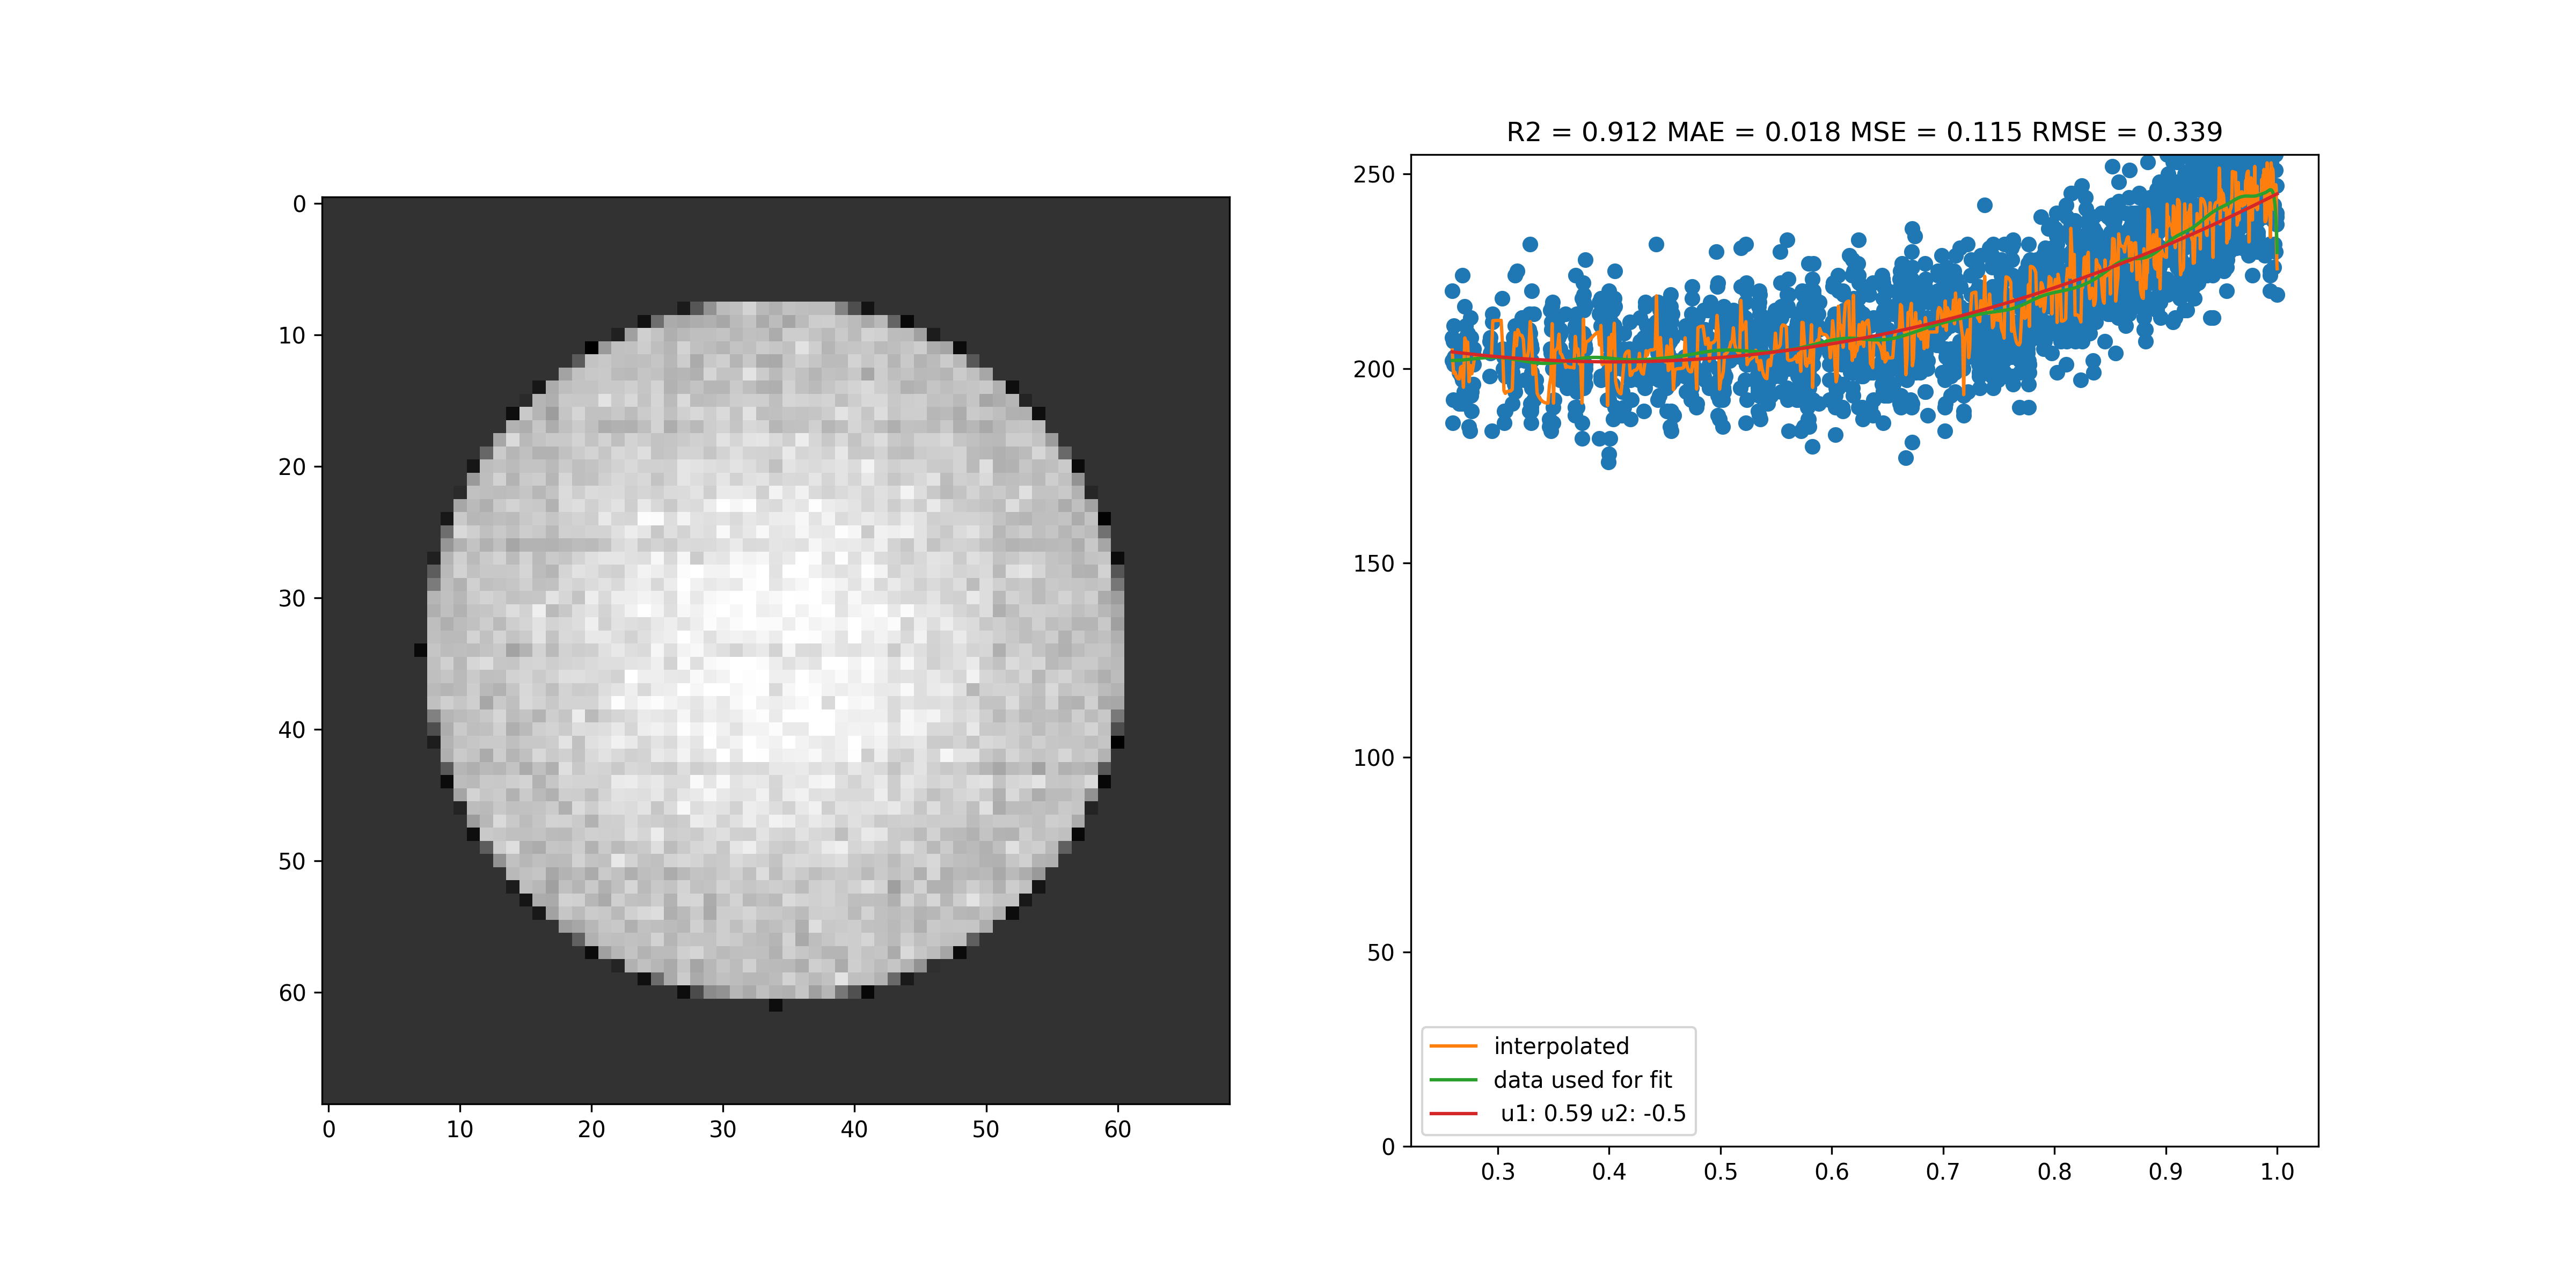 0
10
20
30
40
50
60
0 10 20 30 40 50 60
R2 = 0.912 MAE = 0.018 MSE = 0.115 RMSE = 0.339
250
200
150
100
50
0
interpolated
data used for fit
u1: 0.59 u2: -0.5
0.3 0.4 0.5 0.6 0.7 0.8 0.9 1.0